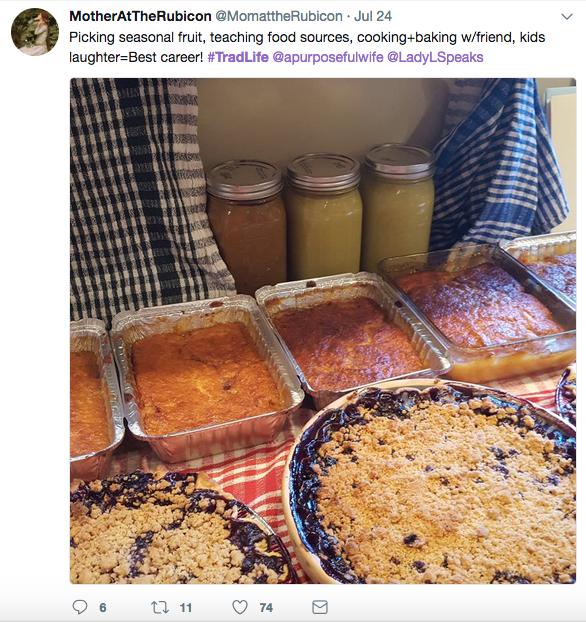 MotherAtTheRubicon @MomattheRubicon · Jul 24
Picking seasonal fruit, teaching food sources, cooking+baking w/friend, kids
laughter=Best career! #TradLife @apurposefulwife @LadyLSpeaks
6 11 74